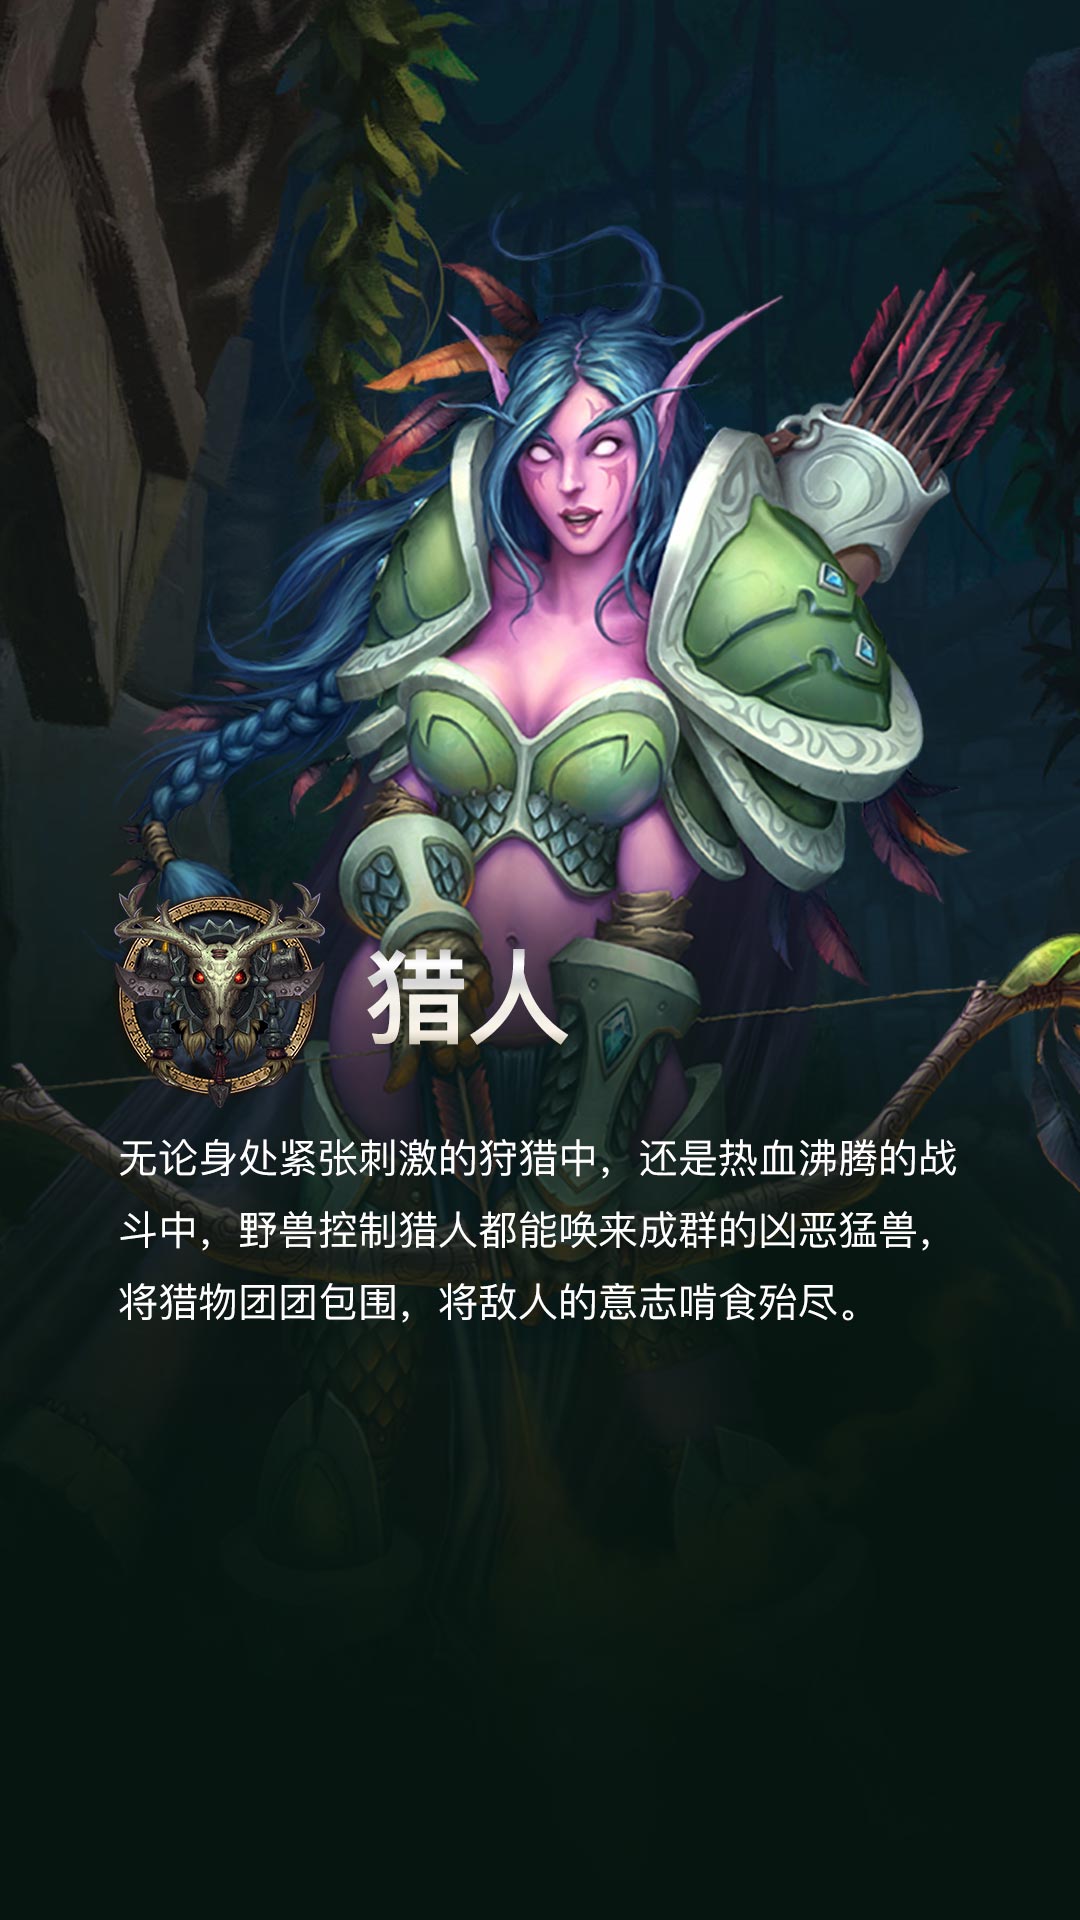 猎人
无论身处紧张刺激的狩猎中，还是热血沸腾的战
斗中，野兽控制猎人都能唤来成群的凶恶猛兽，
将猎物团团包围，将敌人的意志啃食殆尽。